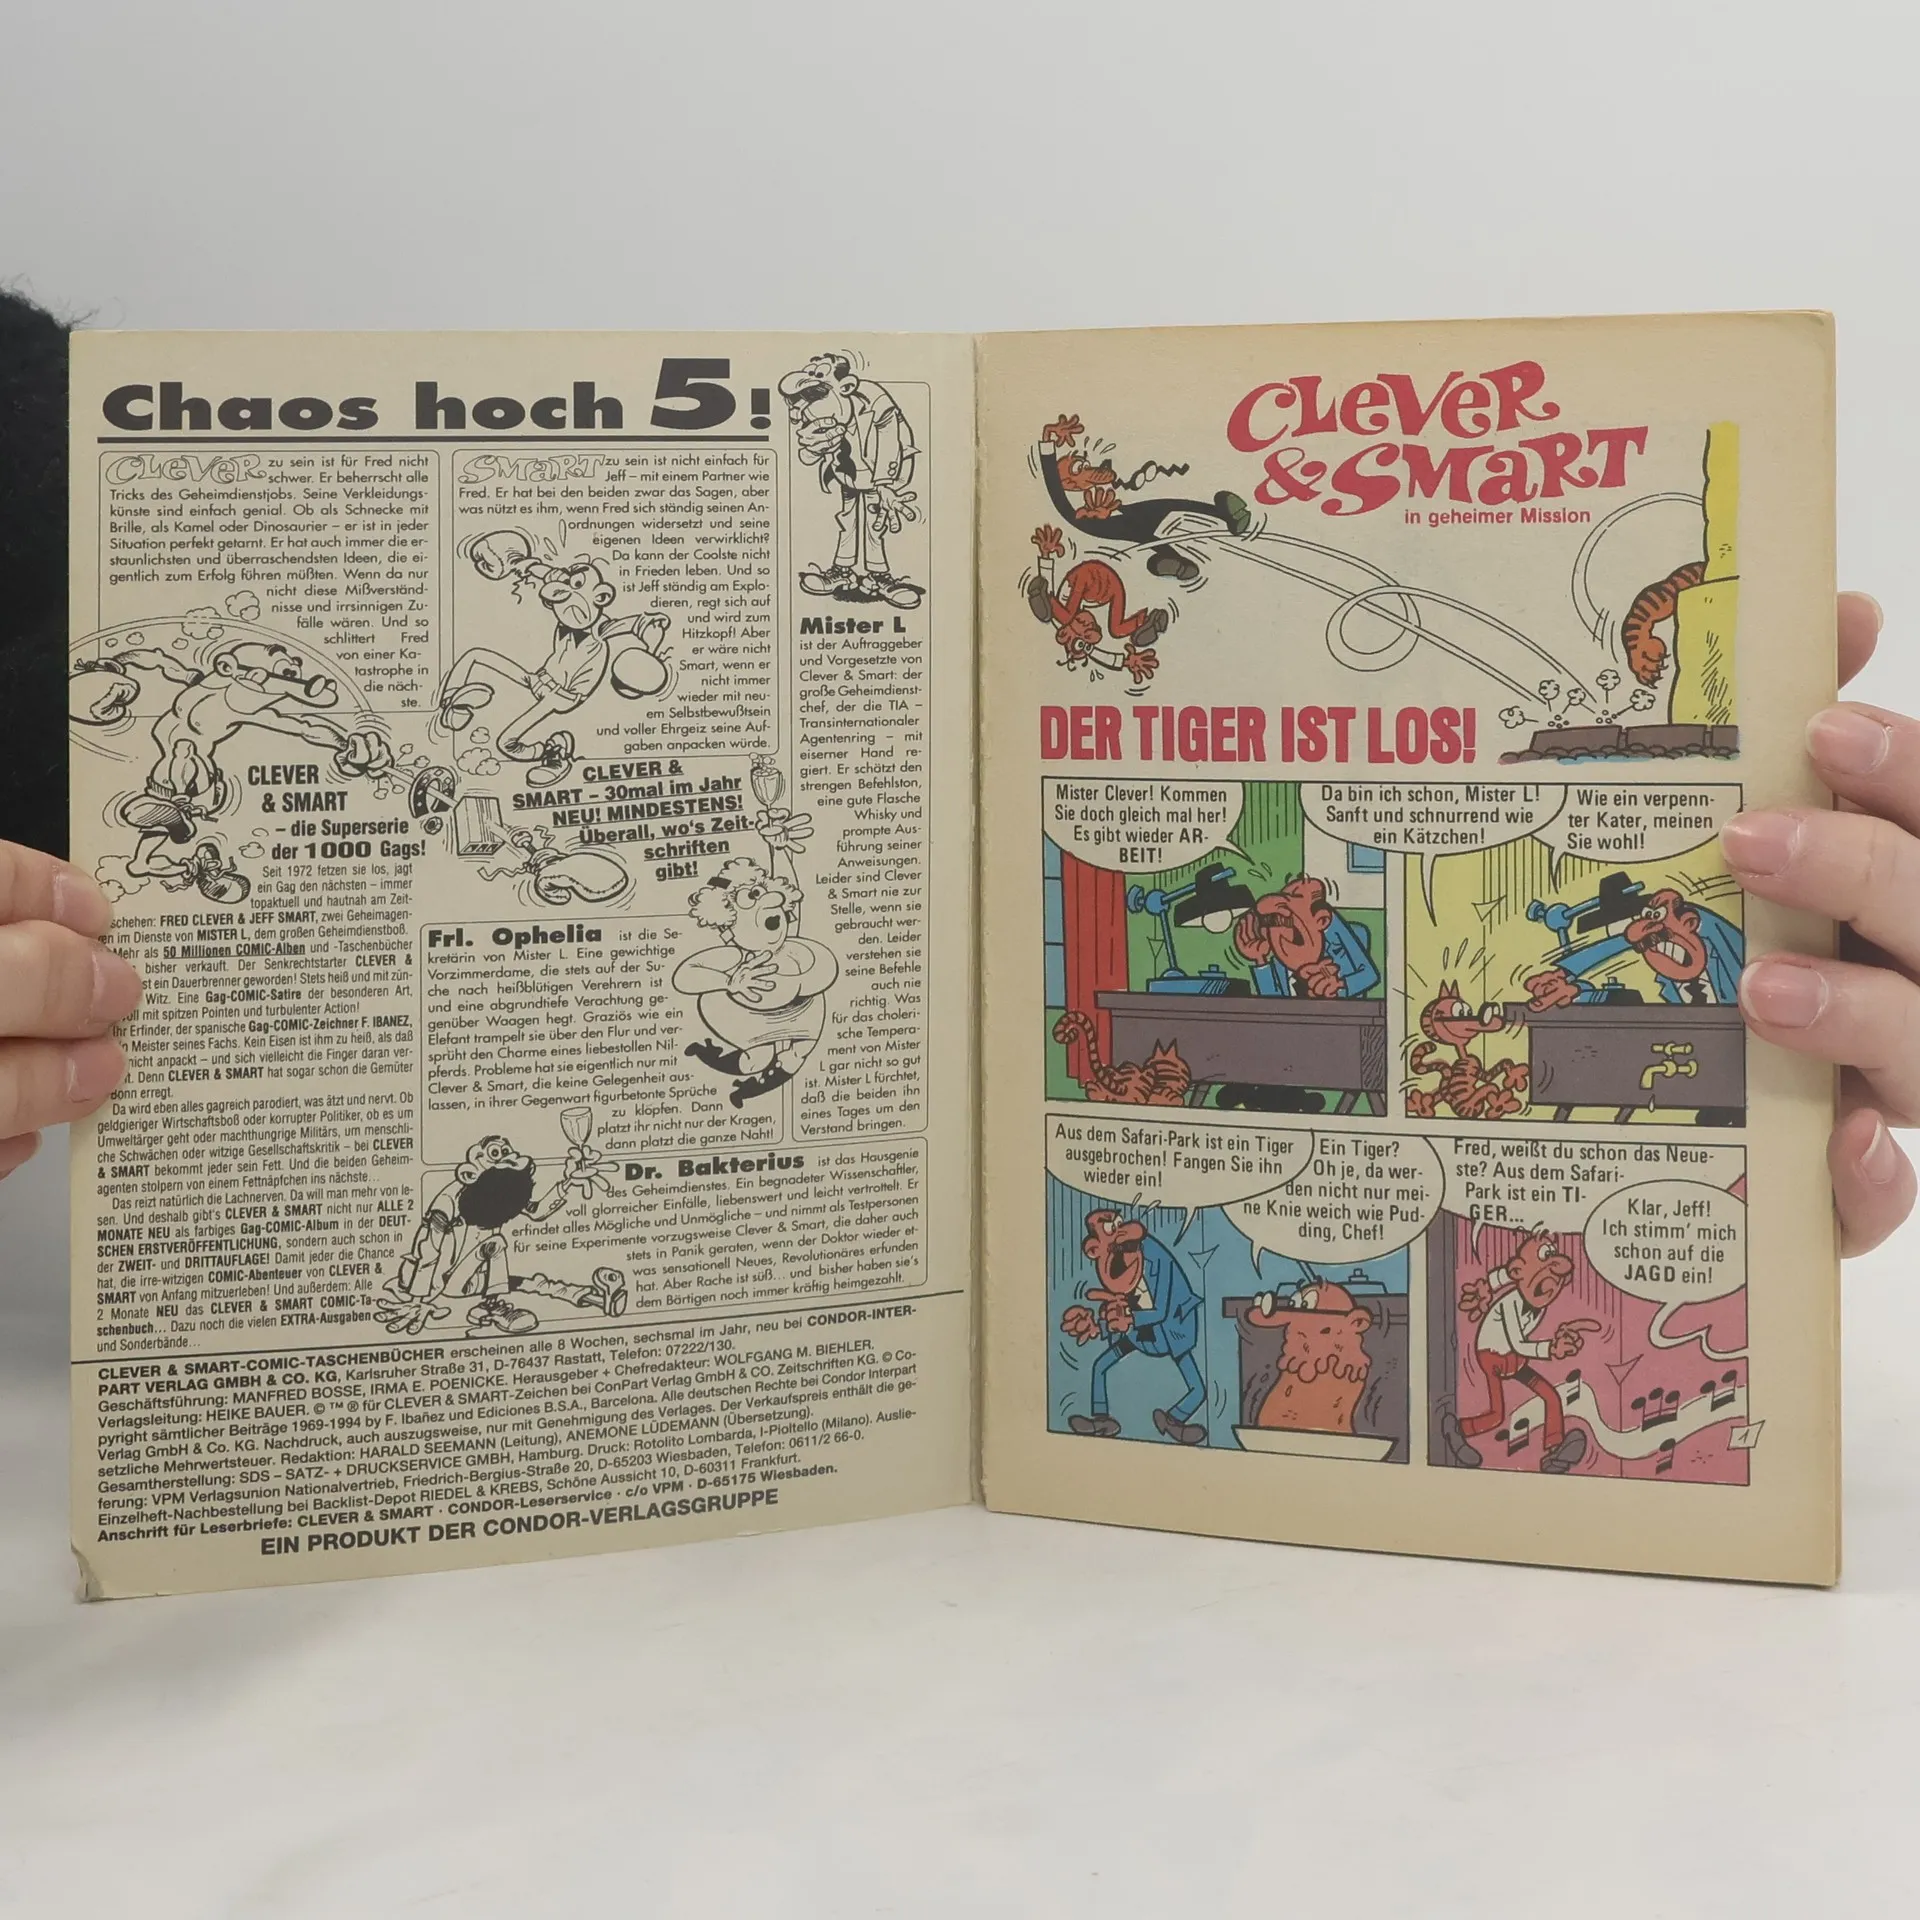 Chaos hoch 5!
CLEVER zu sein ist für Fred nicht
schwer. Er beherrscht alle
Tricks des Geheimdienstjobs. Seine Verkleidungs-
künste sind einfach genial. Ob als Schnecke mit
Brille, als Kamel oder Dinosaurier – er ist in jeder
Situation perfekt getarnt. Er hat auch immer die er-
staunlichsten und überraschendsten Ideen, die ei-
gentlich zum Erfolg führen müßten. Wenn da nur
nicht diese Mißverständ-
nisse und irrsinnigen Zu-
fälle wären. Und so
schlittert Fred
von einer Ka-
tastrophe in
die näch-
ste.
SMART zu sein ist nicht einfach für
Jeff – mit einem Partner wie
Fred. Er hat bei den beiden zwar das Sagen, aber
was nützt es ihm, wenn Fred sich ständig seinen An-
ordnungen widersetzt und seine
eigenen Ideen verwirklicht?
Da kann der Coolste nicht
in Frieden leben. Und so
ist Jeff ständig am Explo-
dieren, regt sich auf
und wird zum
Hitzkopf! Aber
er wäre nicht
Smart, wenn er
nicht immer
wieder mit neu-
em Selbstbewußtsein
und voller Ehrgeiz seine Auf-
gaben anpacken würde.
Mister L
ist der Auftraggeber
und Vorgesetzte von
Clever & Smart: der
große Geheimdienst-
chef, der die TIA –
Transinternationaler
Agentenring – mit
eiserner Hand re-
giert. Er schätzt den
strengen Befehlston,
eine gute Flasche
Whisky und
prompte Aus-
führung seiner
Anweisungen.
Leider sind Clever
& Smart nie zur
Stelle, wenn sie
gebraucht wer-
den. Leider
verstehen sie
seine Befehle
auch nie
richtig. Was
für das choleri-
sche Tempera-
ment von Mister
L gar nicht so gut
ist. Mister L fürchtet,
daß die beiden ihn
eines Tages um den
Verstand bringen.
CLEVER
& SMART
– die Superserie
der 1000 Gags!
Seit 1972 fetzen sie los, jagt
ein Gag den nächsten – immer
topaktuell und hautnah am Zeit-
schehen: FRED CLEVER & JEFF SMART, zwei Geheimagen-
en im Dienste von MISTER L, dem großen Geheimdienstboß.
Mehr als 50 Millionen COMIC-Alben und -Taschenbücher
bisher verkauft. Der Senkrechtstarter CLEVER &
ist ein Dauerbrenner geworden! Stets heiß und mit zün-
Witz. Eine Gag-COMIC-Satire der besonderen Art,
oll mit spitzen Pointen und turbulenter Action!
Ihr Erfinder, der spanische Gag-COMIC-Zeichner F. IBANEZ,
Meister seines Fachs. Kein Eisen ist ihm zu heiß, als daß
nicht anpackt – und sich vielleicht die Finger daran ver-
t. Denn CLEVER & SMART hat sogar schon die Gemüter
Bonn erregt.
Da wird eben alles gagreich parodiert, was ätzt und nervt. Ob
geldgieriger Wirtschaftsboß oder korrupter Politiker, ob es um
Umweltärger geht oder machthungrige Militärs, um menschli-
che Schwächen oder witzige Gesellschaftskritik – bei CLEVER
& SMART bekommt jeder sein Fett. Und die beiden Geheim-
agenten stolpern von einem Fettnäpfchen ins nächste...
Das reizt natürlich die Lachnerven. Da will man mehr von le-
sen. Und deshalb gibt's CLEVER & SMART nicht nur ALLE 2
MONATE NEU als farbiges Gag-COMIC-Album in der DEUT-
SCHEN ERSTVERÖFFENTLICHUNG, sondern auch schon in
der ZWEIT- und DRITTAUFLAGE! Damit jeder die Chance
hat, die irre-witzigen COMIC-Abenteuer von CLEVER &
SMART von Anfang mitzuerleben! Und außerdem: Alle
2 Monate NEU das CLEVER & SMART COMIC-Ta-
schenbuch... Dazu noch die vielen EXTRA-Ausgaben
und Sonderbände...
CLEVER &
SMART – 30mal im Jahr
NEU! MINDESTENS!
Überall, wo's Zeit-
schriften
gibt!
Frl. Ophelia ist die Se-
kretärin von Mister L. Eine gewichtige
Vorzimmerdame, die stets auf der Su-
che nach heißblütigen Verehrern ist
und eine abgrundtiefe Verachtung ge-
genüber Waagen hegt. Graziös wie ein
Elefant trampelt sie über den Flur und ver-
sprüht den Charme eines liebestollen Nil-
pferds. Probleme hat sie eigentlich nur mit
Clever & Smart, die keine Gelegenheit aus-
lassen, in ihrer Gegenwart figurbetonte Sprüche
zu klopfen. Dann
platzt ihr nicht nur der Kragen,
dann platzt die ganze Naht!
Dr. Bakterius ist das Hausgenie
des Geheimdienstes. Ein begnadeter Wissenschaftler,
voll glorreicher Einfälle, liebenswert und leicht vertrottelt. Er
erfindet alles Mögliche und Unmögliche – und nimmt als Testpersonen
für seine Experimente vorzugsweise Clever & Smart, die daher auch
stets in Panik geraten, wenn der Doktor wieder et-
was sensationell Neues, Revolutionäres erfunden
hat. Aber Rache ist süß... und bisher haben sie's
dem Bärtigen noch immer kräftig heimgezahlt.
CLEVER & SMART-COMIC-TASCHENBÜCHER erscheinen alle 8 Wochen, sechsmal im Jahr, neu bei CONDOR-INTER-
PART VERLAG GMBH & CO. KG, Karlsruher Straße 31, D-76437 Rastatt, Telefon: 07222/130.
Geschäftsführung: MANFRED BOSSE, IRMA E. POENICKE. Herausgeber + Chefredakteur: WOLFGANG M. BIEHLER.
Verlagsleitung: HEIKE BAUER. © ™ ® für CLEVER & SMART-Zeichen bei ConPart Verlag GmbH & CO. Zeitschriften KG. © Co-
pyright sämtlicher Beiträge 1969-1994 by F. Ibañez und Ediciones B.S.A., Barcelona. Alle deutschen Rechte bei Condor Interpart
Verlag GmbH & Co. KG. Nachdruck, auch auszugsweise, nur mit Genehmigung des Verlages. Der Verkaufspreis enthält die ge-
setzliche Mehrwertsteuer. Redaktion: HARALD SEEMANN (Leitung), ANEMONE LÜDEMANN (Übersetzung).
Gesamtherstellung: SDS – SATZ- + DRUCKSERVICE GMBH, Hamburg. Druck: Rotolito Lombarda, I-Pioltello (Milano). Auslie-
ferung: VPM Verlagsunion Nationalvertrieb, Friedrich-Bergius-Straße 20, D-65203 Wiesbaden, Telefon: 0611/2 66-0.
Einzelheft-Nachbestellung bei Backlist-Depot RIEDEL & KREBS, Schöne Aussicht 10, D-60311 Frankfurt.
Anschrift für Leserbriefe: CLEVER & SMART · CONDOR-Leserservice · c/o VPM · D-65175 Wiesbaden.
EIN PRODUKT DER CONDOR-VERLAGSGRUPPE
CLEVER
& SMART
in geheimer Mission
DER TIGER IST LOS!
Mister Clever! Kommen
Sie doch gleich mal her!
Es gibt wieder AR-
BEIT!
Da bin ich schon, Mister L!
Sanft und schnurrend wie
ein Kätzchen!
Wie ein verpenn-
ter Kater, meinen
Sie wohl!
Aus dem Safari-Park ist ein Tiger
ausgebrochen! Fangen Sie ihn
wieder ein!
Ein Tiger?
Oh je, da wer-
den nicht nur mei-
ne Knie weich wie Pud-
ding, Chef!
Fred, weißt du schon das Neue-
ste? Aus dem Safari-
Park ist ein TI-
GER...
Klar, Jeff!
Ich stimm' mich
schon auf die
JAGD ein!
1